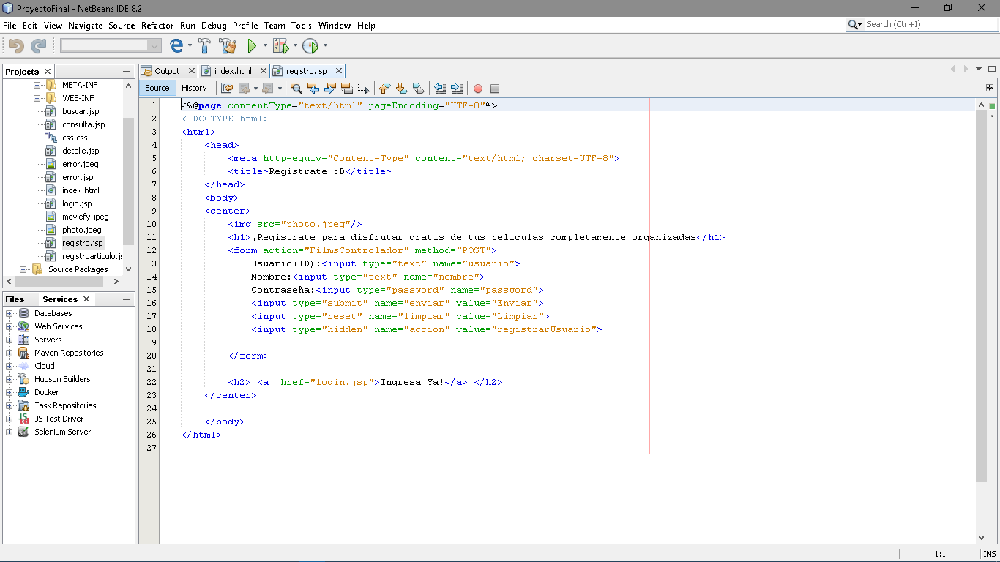 ProyectoFinal - NetBeans IDE 8.2
File Edit View Navigate Source Refactor Run Debug Profile Team Tools Window Help
Search (Ctrl+I)
Projects
META-INF
WEB-INF
buscar.jsp
consulta.jsp
css.css
detalle.jsp
error.jpeg
error.jsp
index.html
login.jsp
moviefy.jpeg
photo.jpeg
registro.jsp
registroarticulo.js
Source Packages
Files Services
Databases
Web Services
Servers
Maven Repositories
Cloud
Hudson Builders
Docker
Task Repositories
JS Test Driver
Selenium Server
Output index.html registro.jsp
Source History
1 <%@page contentType="text/html" pageEncoding="UTF-8"%>
2 <!DOCTYPE html>
3 <html>
4 <head>
5 <meta http-equiv="Content-Type" content="text/html; charset=UTF-8">
6 <title>Registrate :D</title>
7 </head>
8 <body>
9 <center>
10 <img src="photo.jpeg"/>
11 <h1>¡Registrate para disfrutar gratis de tus peliculas completamente organizadas</h1>
12 <form action="FilmsControlador" method="POST">
13 Usuario(ID):<input type="text" name="usuario">
14 Nombre:<input type="text" name="nombre">
15 Contraseña:<input type="password" name="password">
16 <input type="submit" name="enviar" value="Enviar">
17 <input type="reset" name="limpiar" value="Limpiar">
18 <input type="hidden" name="accion" value="registrarUsuario">
19
20 </form>
21
22 <h2> <a  href="login.jsp">Ingresa Ya!</a> </h2>
23 </center>
24
25 </body>
26 </html>
27
1:1 INS